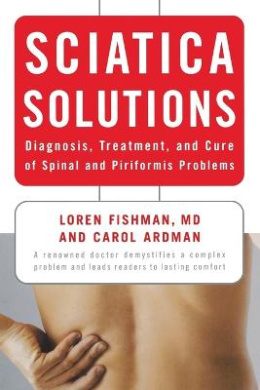 SCIATICA
SOLUTIONS
Diagnosis, Treatment, and Cure
of Spinal and Piriformis Problems
LOREN FISHMAN, MD
AND CAROL ARDMAN
A renowned doctor demystifies a complex
problem and leads readers to lasting comfort